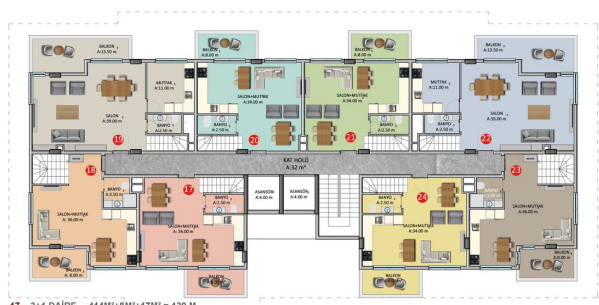 BALKON
A:13.50 m
BALKON
A:8.00 m
BALKON
A:8.00 m
BALKON
A:13.50 m
MUTFAK
A:11.00 m
SALON+MUTFAK
A:34.00 m
SALON+MUTFAK
A:34.00 m
MUTFAK
A:11.00 m
SALON
A:39.00 m
SALON
A:39.00 m
BANYO
A:2.50 m
BANYO
A:2.50 m
BANYO
A:2.50 m
BANYO
A:2.50 m
19
20
21
22
KAT HOLÜ
A:32 m²
18
17
24
23
BANYO
A:3.50 m
BANYO
A:2.50 m
ASANSÖR
A:4.00 m
ASANSÖR
A:4.00 m
BANYO
A:2.50 m
BANYO
SALON+MUTFAK
A:36.00 m
SALON+MUTFAK
A:34.00 m
SALON+MUTFAK
A:34.00 m
SALON+MUTFAK
A:36.00 m
BALKON
A:8.00 m
BALKON
A:8.00 m
BALKON
A:8.00 m
BALKON
A:8.00 m